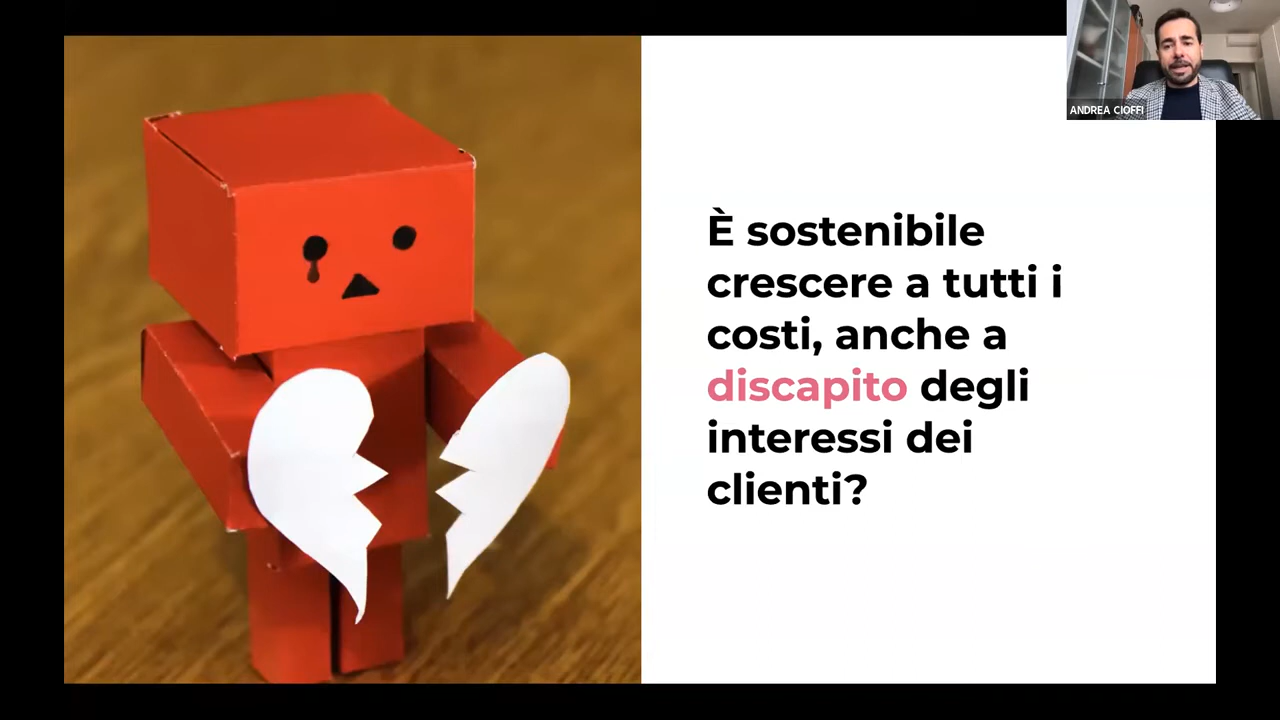 ANDREA CIOFFI
È sostenibile
crescere a tutti i
costi, anche a
discapito degli
interessi dei
clienti?